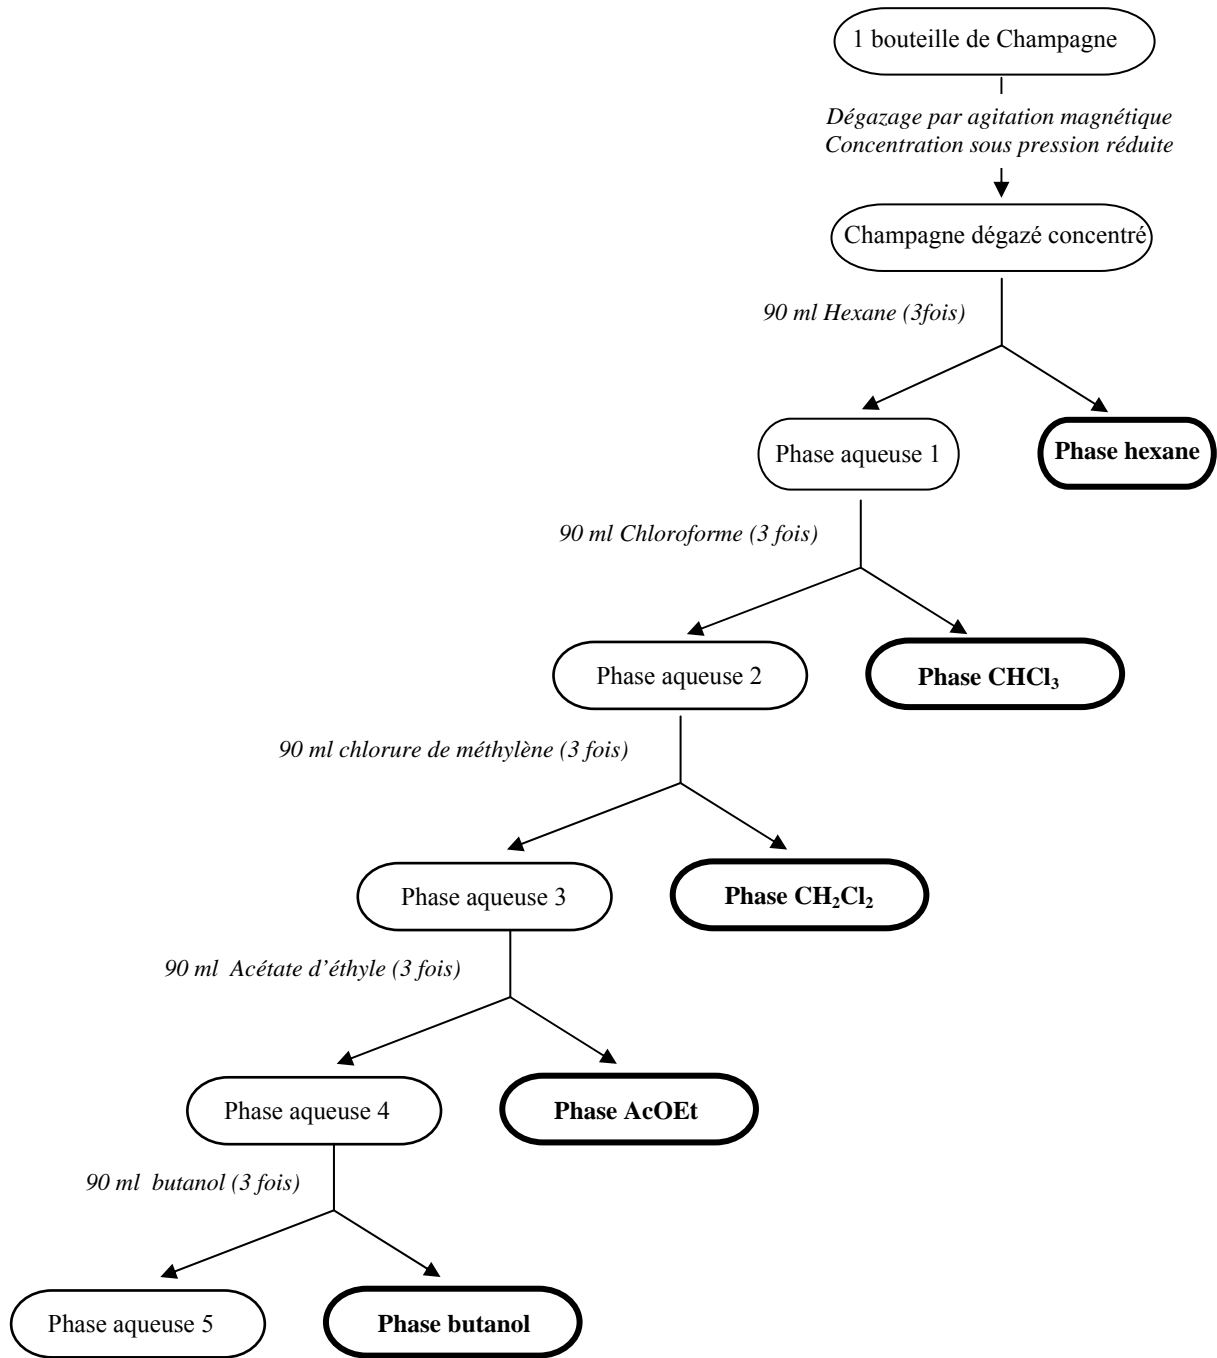 1 bouteille de Champagne
Dégazage par agitation magnétique
Concentration sous pression réduite
Champagne dégazé concentré
90 ml Hexane (3fois)
Phase aqueuse 1
Phase hexane
90 ml Chloroforme (3 fois)
Phase aqueuse 2
Phase CHCl₃
90 ml chlorure de méthylène (3 fois)
Phase aqueuse 3
Phase CH₂Cl₂
90 ml Acétate d’éthyle (3 fois)
Phase aqueuse 4
Phase AcOEt
90 ml butanol (3 fois)
Phase aqueuse 5
Phase butanol